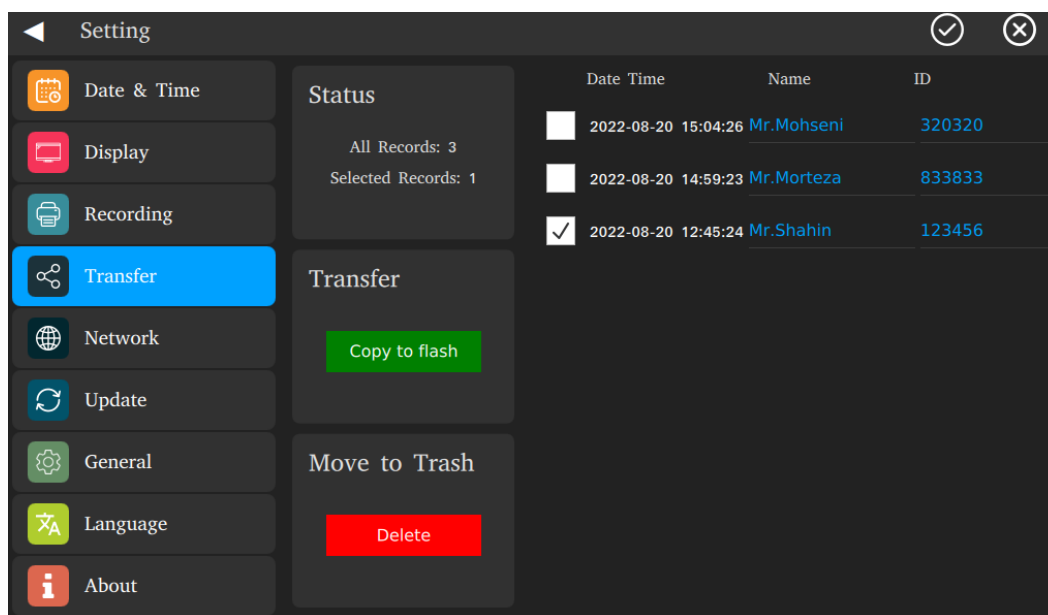 Setting
Date & Time
Display
Recording
Transfer
Network
Update
General
Language
About
Status
All Records: 3
Selected Records: 1
Transfer
Copy to flash
Move to Trash
Delete
Date Time Name ID
2022-08-20 15:04:26 Mr.Mohseni 320320
2022-08-20 14:59:23 Mr.Morteza 833833
2022-08-20 12:45:24 Mr.Shahin 123456